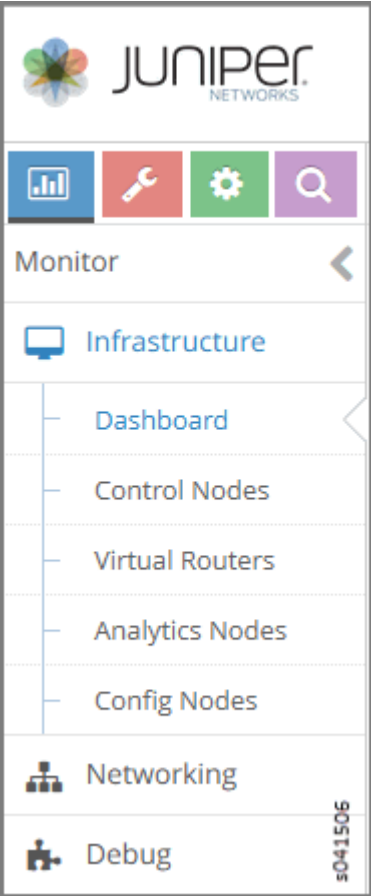 JUNIPer
NETWORKS
Monitor
Infrastructure
Dashboard
Control Nodes
Virtual Routers
Analytics Nodes
Config Nodes
Networking
Debug
s041506